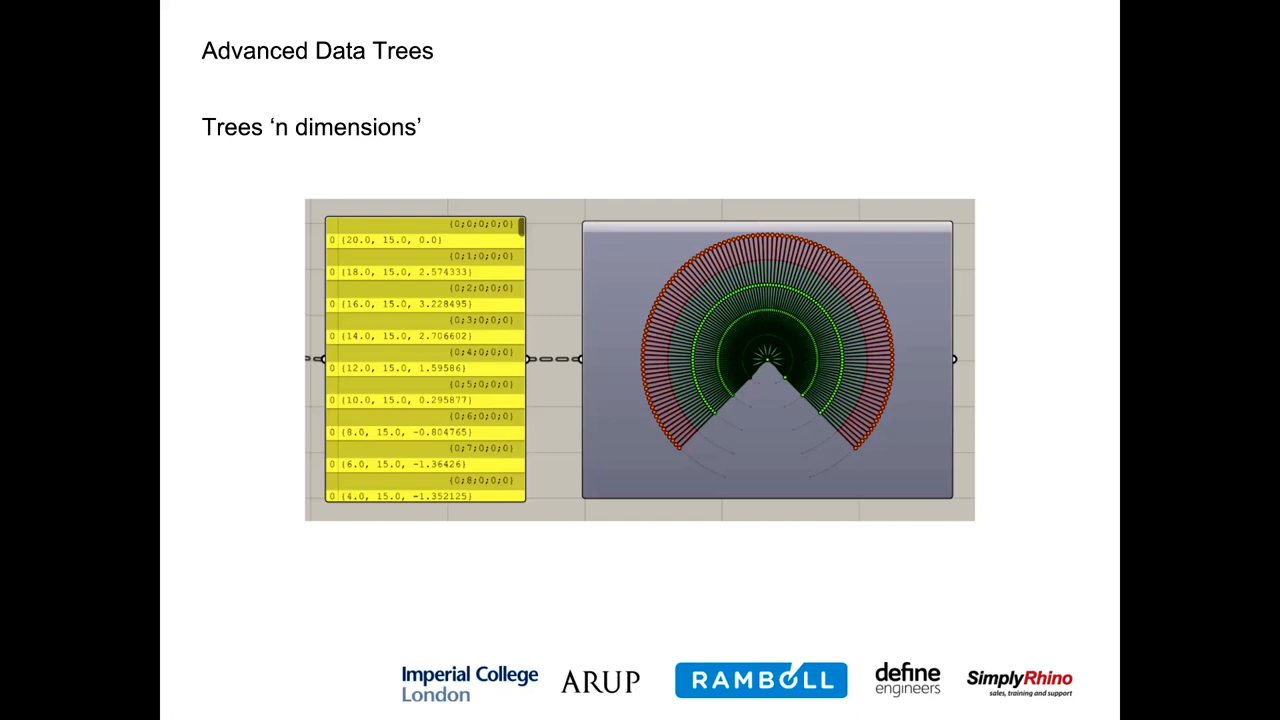 Advanced Data Trees
Trees ‘n dimensions’
{0;0;0;0;0}
0 {20.0, 15.0, 0.0}
{0;1;0;0;0}
0 {18.0, 15.0, 2.574333}
{0;2;0;0;0}
0 {16.0, 15.0, 3.228495}
{0;3;0;0;0}
0 {14.0, 15.0, 2.706602}
{0;4;0;0;0}
0 {12.0, 15.0, 1.59586}
{0;5;0;0;0}
0 {10.0, 15.0, 0.295877}
{0;6;0;0;0}
0 {8.0, 15.0, -0.804765}
{0;7;0;0;0}
0 {6.0, 15.0, -1.36426}
{0;8;0;0;0}
0 {4.0, 15.0, -1.352125}
Imperial College
London
ARUP
RAMBOLL
define
engineers
SimplyRhino
sales, training and support